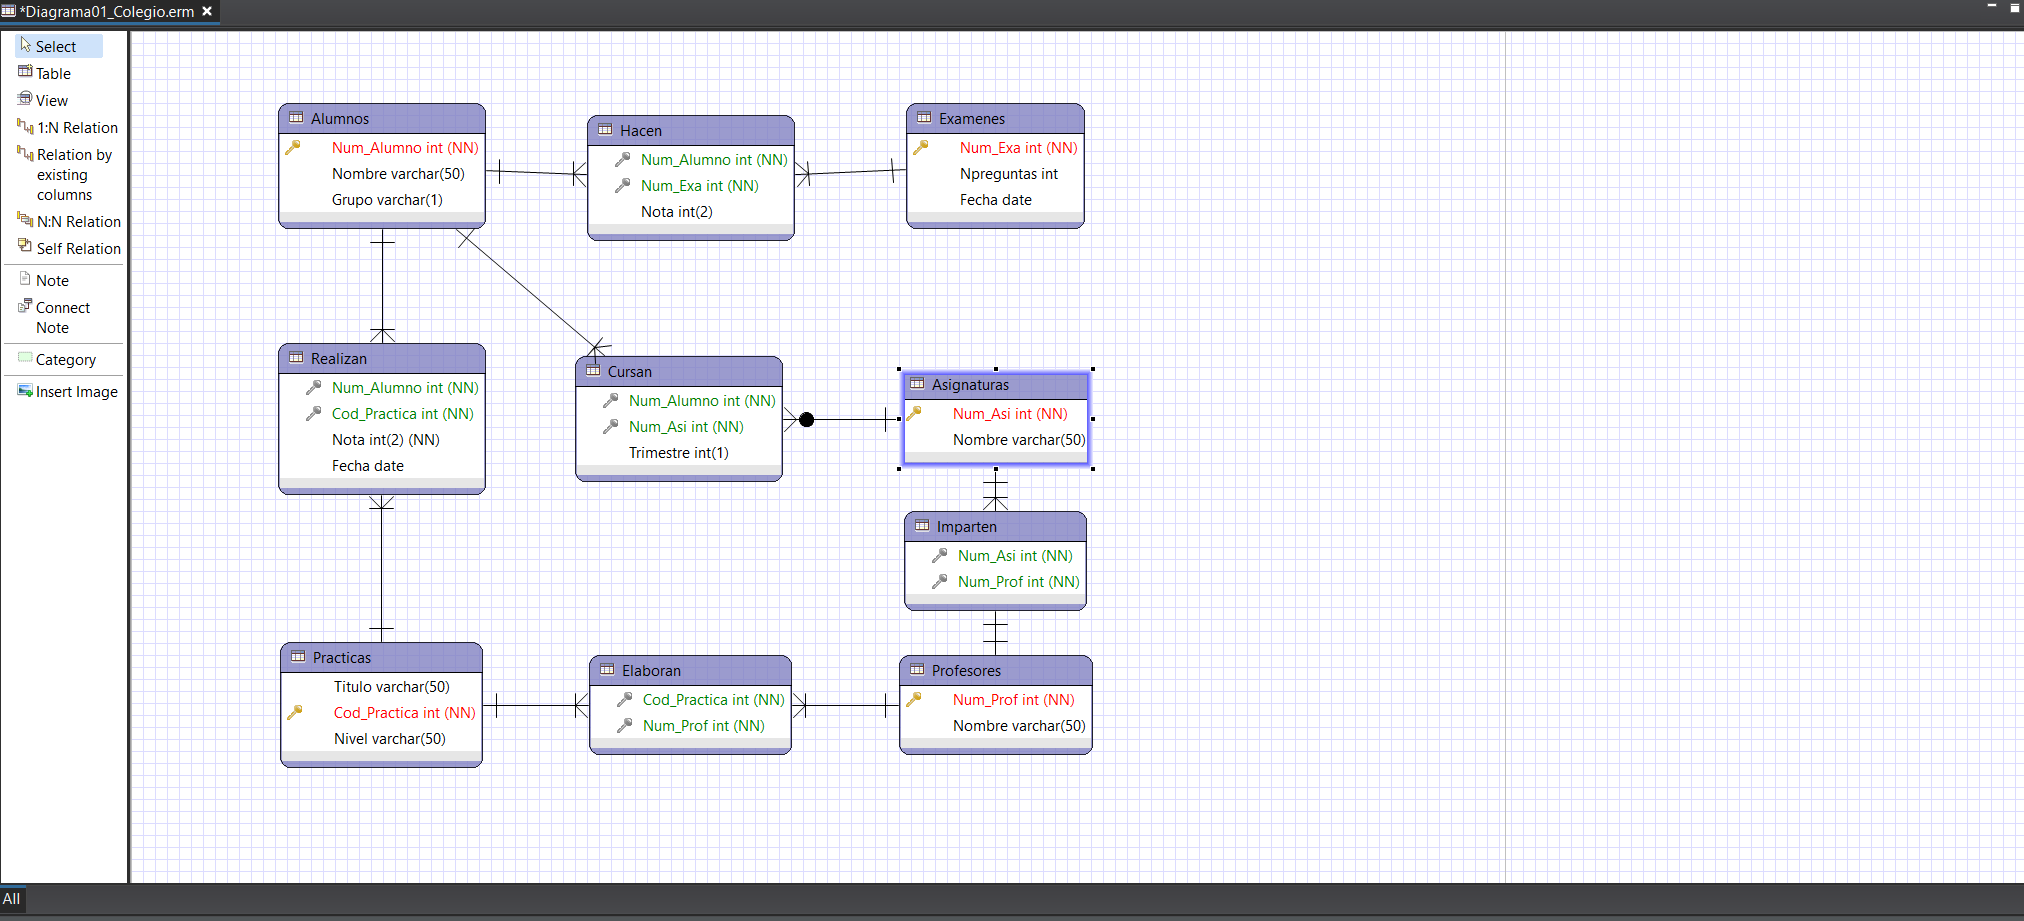 *Diagrama01_Colegio.erm
Select
Table
View
1:N Relation
Relation by
existing
columns
N:N Relation
Self Relation
Note
Connect
Note
Category
Insert Image
Alumnos
Num_Alumno int (NN)
Nombre varchar(50)
Grupo varchar(1)
Hacen
Num_Alumno int (NN)
Num_Exa int (NN)
Nota int(2)
Examenes
Num_Exa int (NN)
Npreguntas int
Fecha date
Realizan
Num_Alumno int (NN)
Cod_Practica int (NN)
Nota int(2) (NN)
Fecha date
Cursan
Num_Alumno int (NN)
Num_Asi int (NN)
Trimestre int(1)
Asignaturas
Num_Asi int (NN)
Nombre varchar(50)
Imparten
Num_Asi int (NN)
Num_Prof int (NN)
Practicas
Titulo varchar(50)
Cod_Practica int (NN)
Nivel varchar(50)
Elaboran
Cod_Practica int (NN)
Num_Prof int (NN)
Profesores
Num_Prof int (NN)
Nombre varchar(50)
All